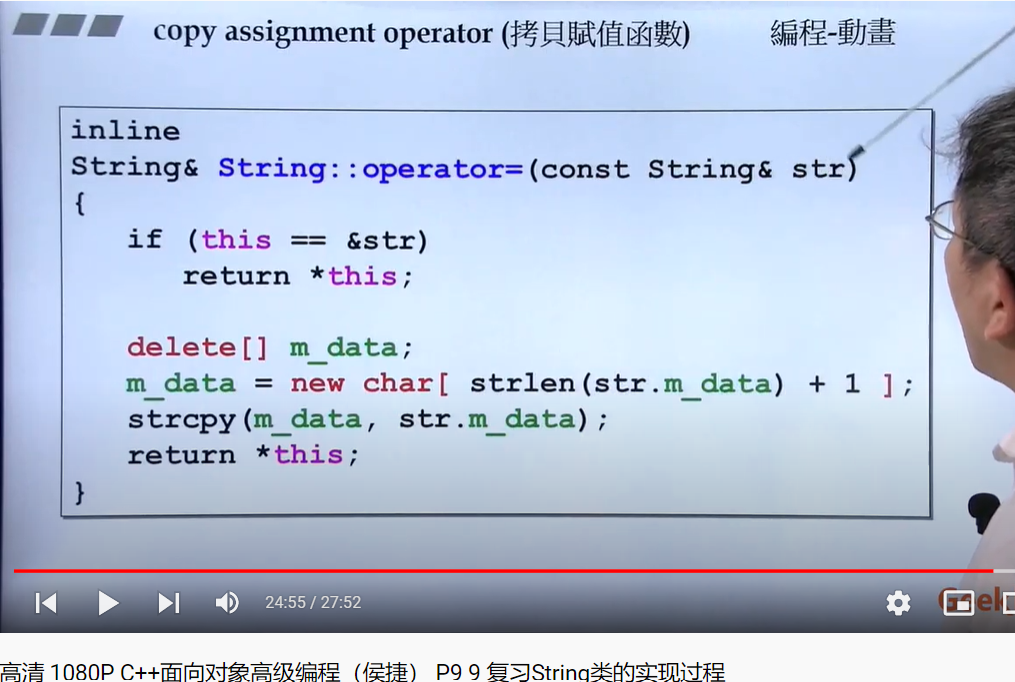 copy assignment operator (拷貝賦值函數) 編程-動畫
inline
String& String::operator=(const String& str)
{
if (this == &str)
return *this;
delete[] m_data;
m_data = new char[ strlen(str.m_data) + 1 ];
strcpy(m_data, str.m_data);
return *this;
}
24:55 / 27:52
Geek
高清 1080P C++面向对象高级编程（侯捷） P9 9 复习String类的实现过程